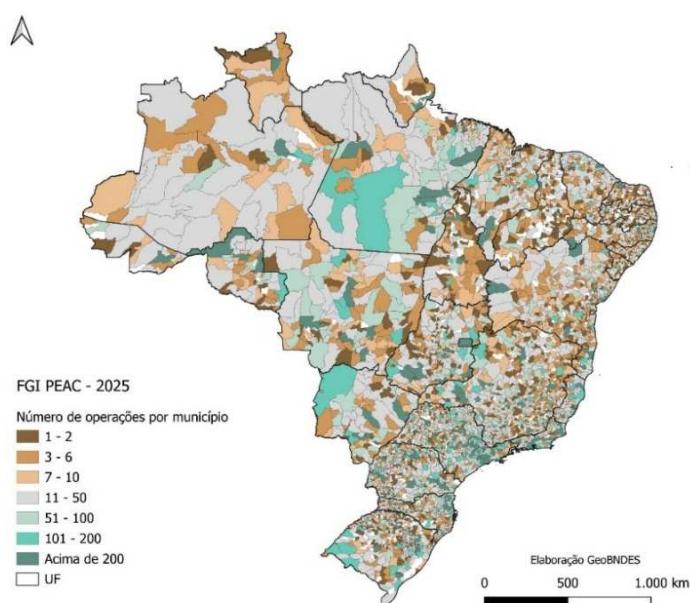 FGI PEAC - 2025
Número de operações por município
1 - 2
3 - 6
7 - 10
11 - 50
51 - 100
101 - 200
Acima de 200
UF
Elaboração GeoBNDES
0 500 1.000 km